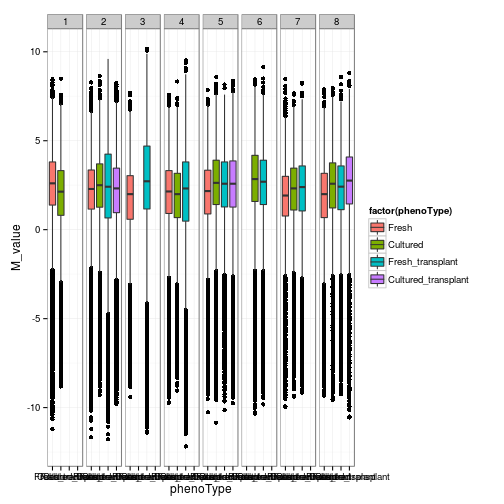 1 2 3 4 5 6 7 8
10
5
0
-5
-10
M_value
phenoType
factor(phenoType)
Fresh
Cultured
Fresh_transplant
Cultured_transplant